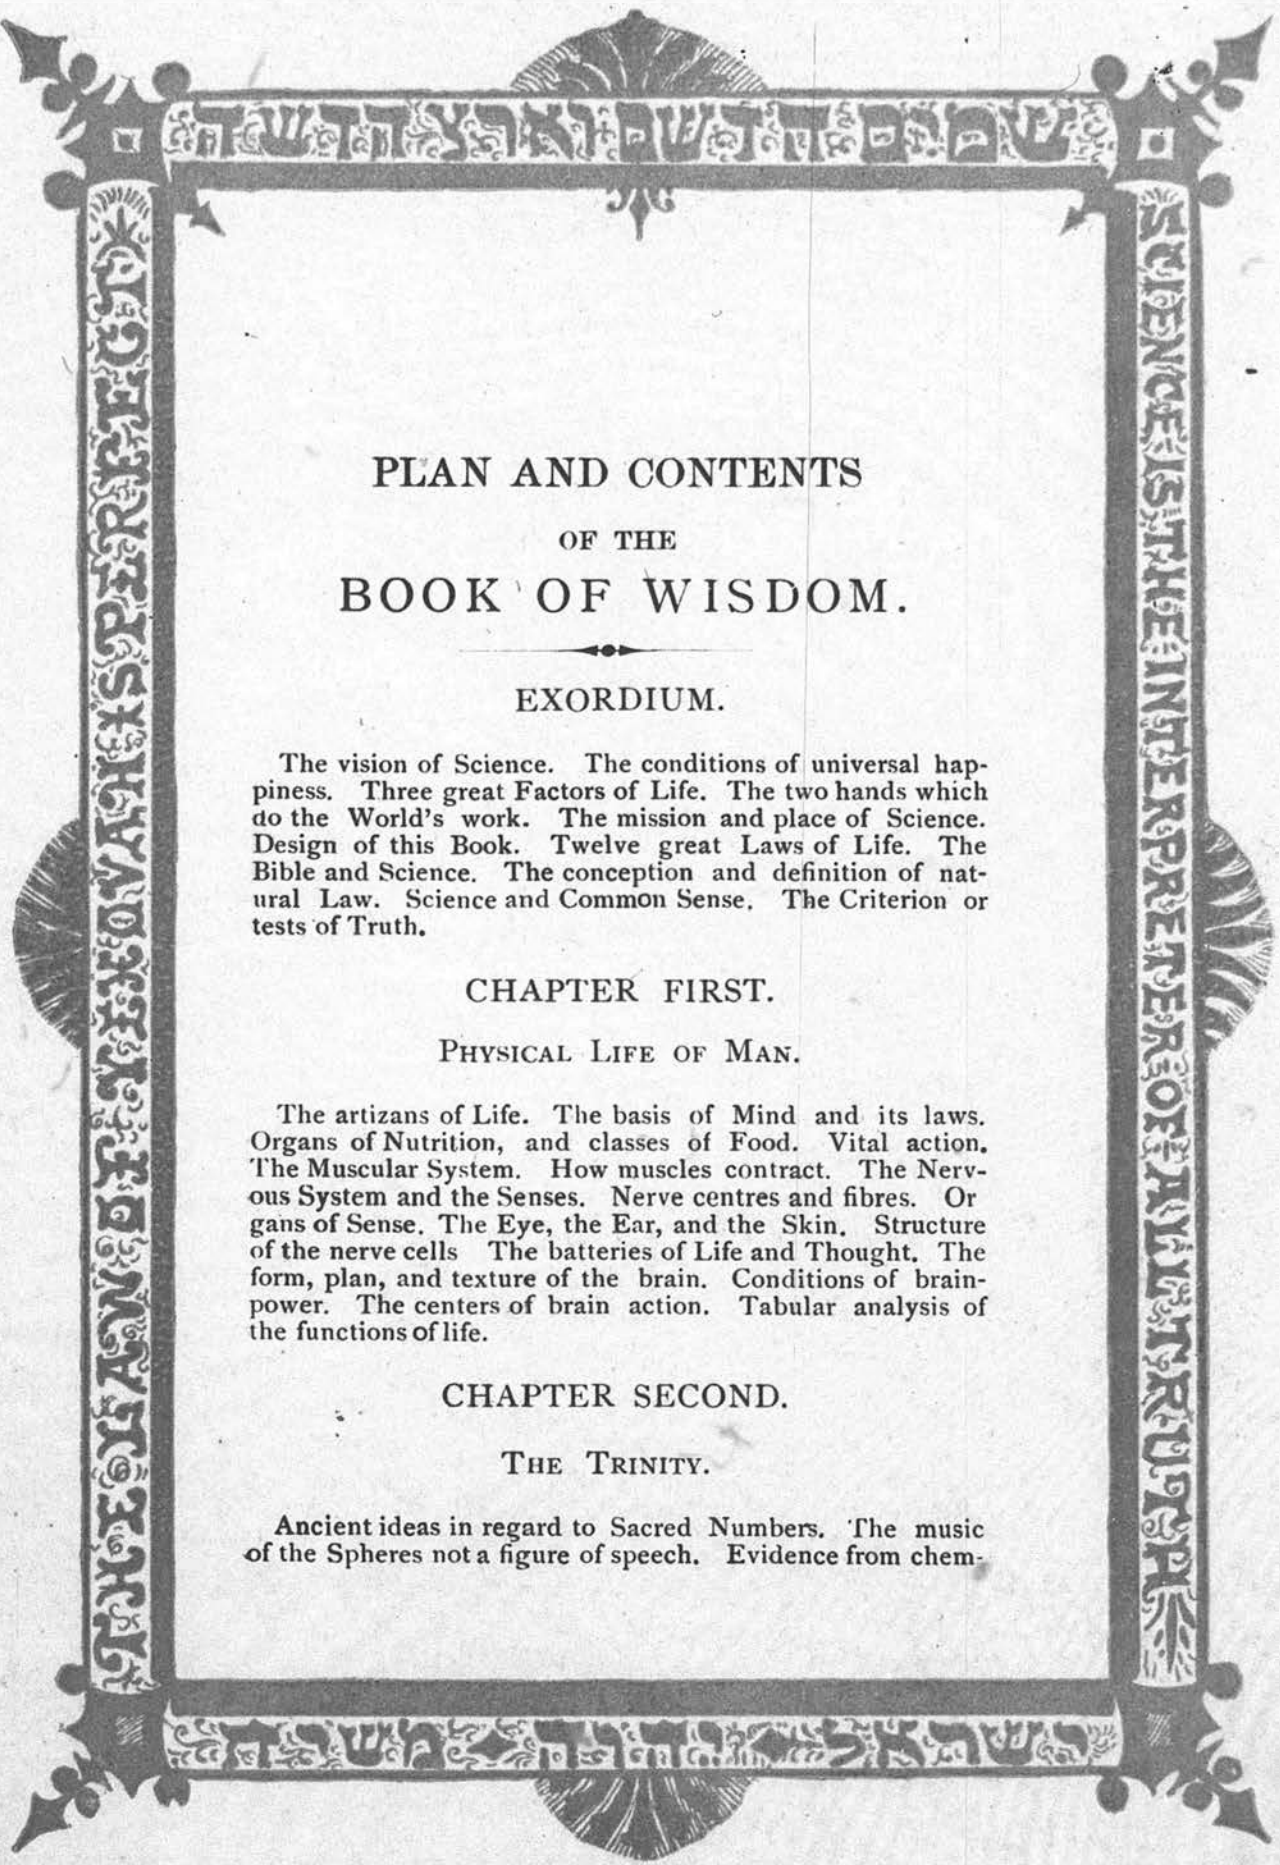 שמים חדשם וארצ חדשה
THE LAW OF YEHOVAH IS PERFECT
SCIENCE IS THE INTERPRETER OF ALL TRUTH
PLAN AND CONTENTS
OF THE
BOOK OF WISDOM.
EXORDIUM.
The vision of Science. The conditions of universal hap-
piness. Three great Factors of Life. The two hands which
do the World's work. The mission and place of Science.
Design of this Book. Twelve great Laws of Life. The
Bible and Science. The conception and definition of nat-
ural Law. Science and Common Sense. The Criterion or
tests of Truth.
CHAPTER FIRST.
PHYSICAL LIFE OF MAN.
The artizans of Life. The basis of Mind and its laws.
Organs of Nutrition, and classes of Food. Vital action.
The Muscular System. How muscles contract. The Nerv-
ous System and the Senses. Nerve centres and fibres. Or
gans of Sense. The Eye, the Ear, and the Skin. Structure
of the nerve cells The batteries of Life and Thought. The
form, plan, and texture of the brain. Conditions of brain-
power. The centers of brain action. Tabular analysis of
the functions of life.
CHAPTER SECOND.
THE TRINITY.
Ancient ideas in regard to Sacred Numbers. The music
of the Spheres not a figure of speech. Evidence from chem-